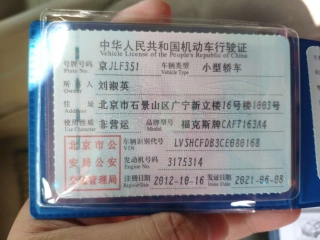 中华人民共和国机动车行驶证
Vehicle License of the People's Republic of China
号牌号码 京JLF351 车辆类型 小型轿车
Plate No. Vehicle Type
所有人 刘淑英
Owner
住址 北京市石景山区广宁新立楼16号楼1003号
Address
使用性质 非营运 品牌型号 福克斯牌CAF7163A4
Use Character Model
北京市公
安局公安
交通管理局
车辆识别代号 LVSHCFDB3CE080168
VIN
发动机号码 3175314
Engine No.
注册日期 2012-10-16 发证日期 2021-06-08
Register Date Issue Date